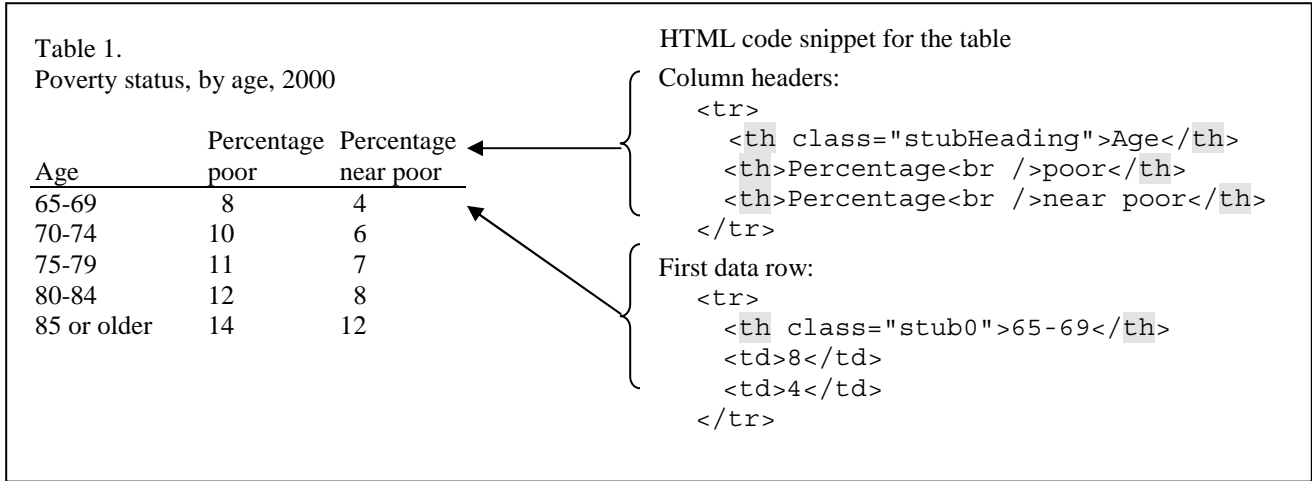 Table 1.
Poverty status, by age, 2000
Percentage Percentage
Age poor near poor
65-69 8 4
70-74 10 6
75-79 11 7
80-84 12 8
85 or older 14 12
HTML code snippet for the table
Column headers:
<tr>
<th class="stubHeading">Age</th>
<th>Percentage<br />poor</th>
<th>Percentage<br />near poor</th>
</tr>
First data row:
<tr>
<th class="stub0">65-69</th>
<td>8</td>
<td>4</td>
</tr>